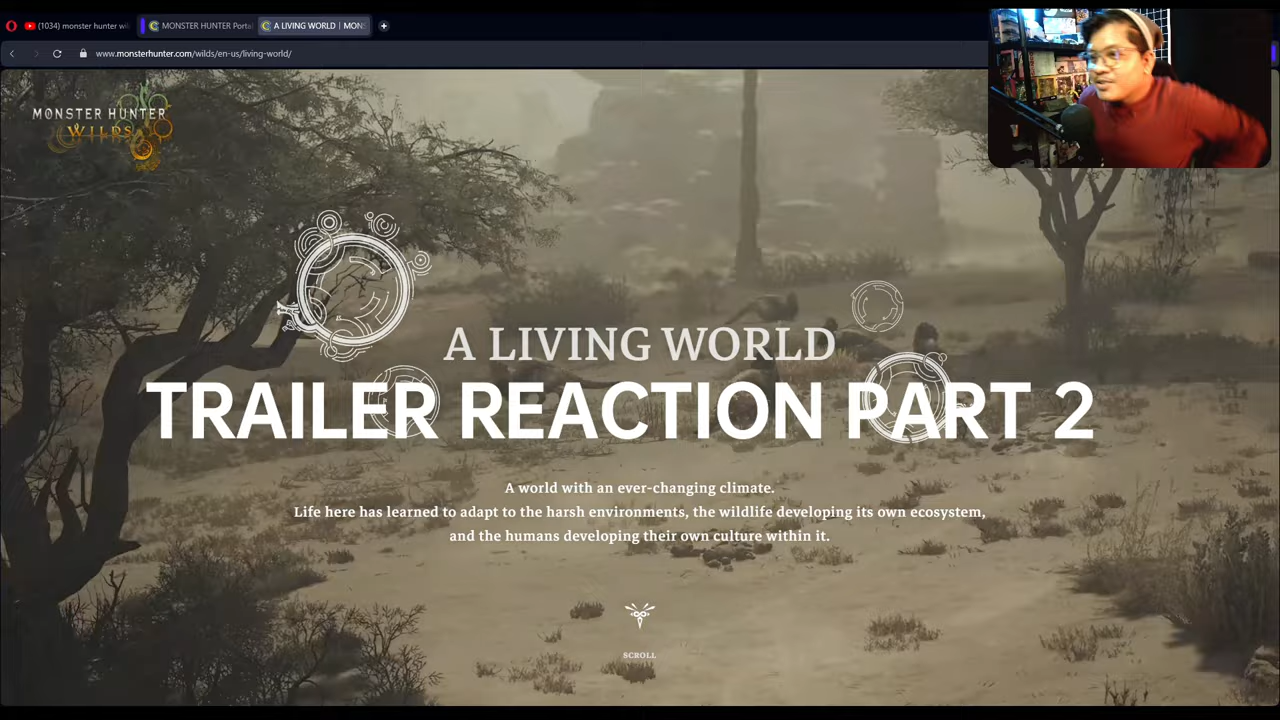 (1034) monster hunter wi
MONSTER HUNTER Porta
A LIVING WORLD | MON
www.monsterhunter.com/wilds/en-us/living-world/
MONSTER HUNTER
WILDS
A LIVING WORLD
TRAILER REACTION PART 2
A world with an ever-changing climate.
Life here has learned to adapt to the harsh environments, the wildlife developing its own ecosystem,
and the humans developing their own culture within it.
SCROLL